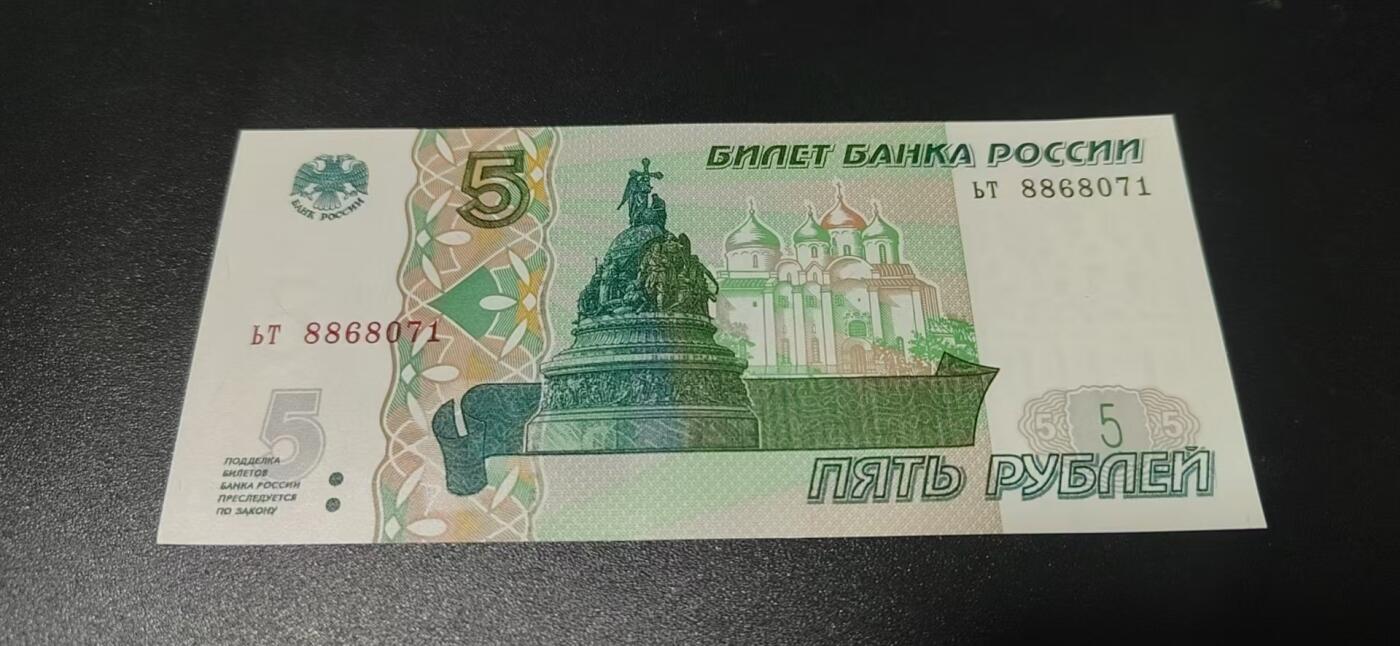 БАНК РОССИИ
5
БИЛЕТ БАНКА РОССИИ
ьт 8868071
ьт 8868071
5
ПОДДЕЛКА
БИЛЕТОВ
БАНКА РОССИИ
ПРЕСЛЕДУЕТСЯ
ПО ЗАКОНУ
5 5 5
ПЯТЬ РУБЛЕЙ